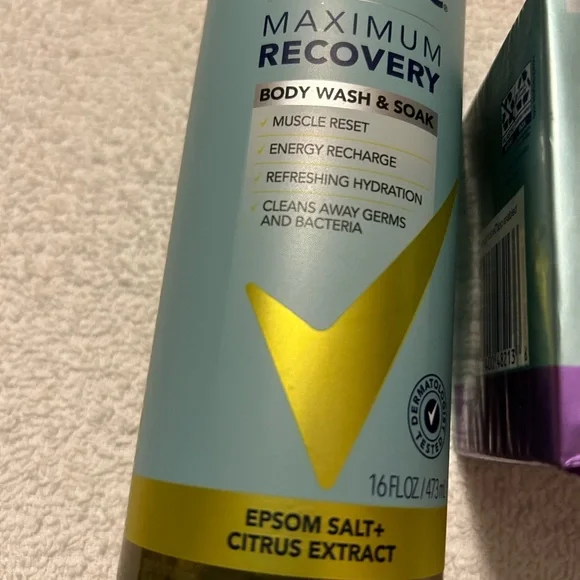 MAXIMUM
RECOVERY
BODY WASH & SOAK
MUSCLE RESET
ENERGY RECHARGE
REFRESHING HYDRATION
CLEANS AWAY GERMS
AND BACTERIA
DERMATOLOGIST TESTED
16 FL OZ / 473
EPSOM SALT+
CITRUS EXTRACT